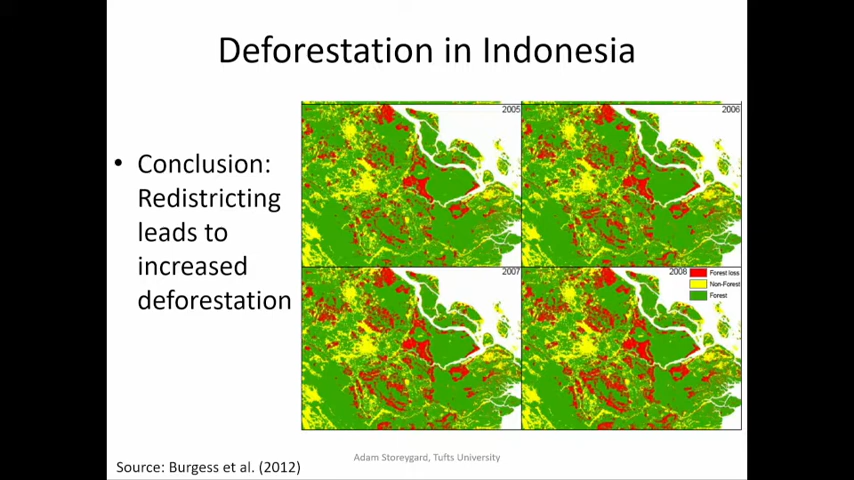 Deforestation in Indonesia
• Conclusion:
Redistricting
leads to
increased
deforestation
2005
2006
2007
2008
Forest loss
Non-Forest
Forest
Adam Storeygard, Tufts University
Source: Burgess et al. (2012)